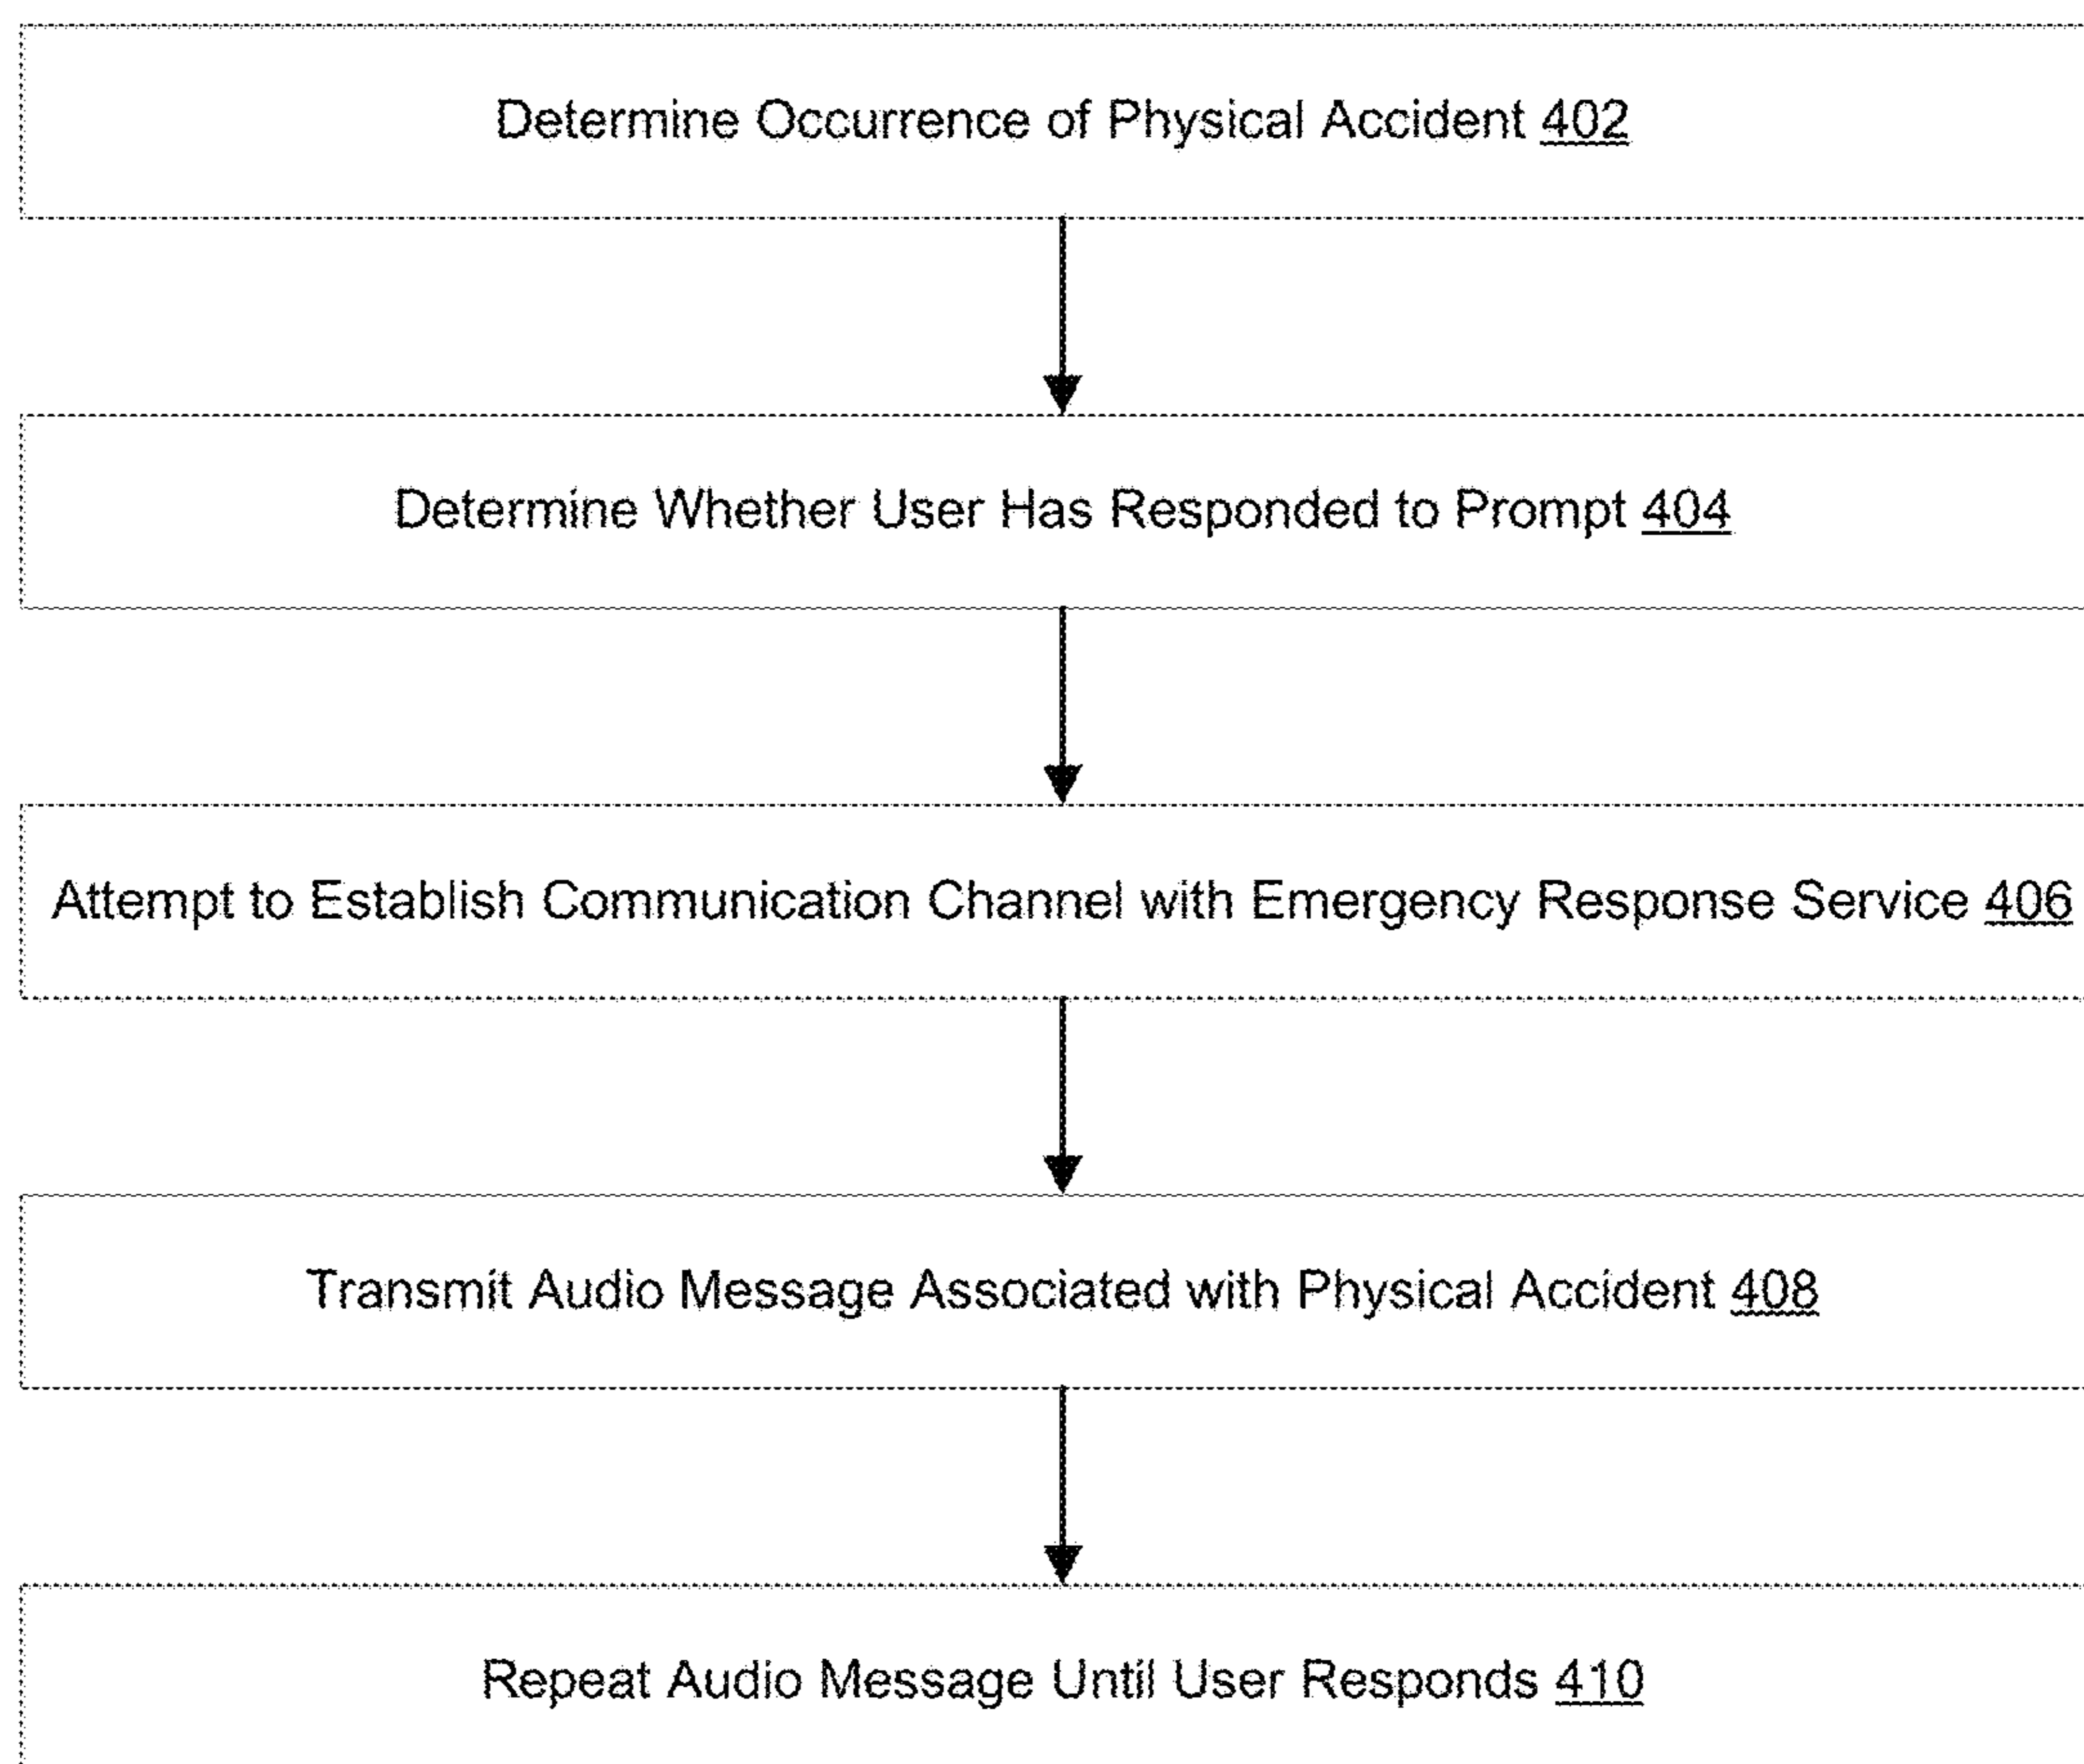 Determine Occurrence of Physical Accident 402
Determine Whether User Has Responded to Prompt 404
Attempt to Establish Communication Channel with Emergency Response Service 406
Transmit Audio Message Associated with Physical Accident 408
Repeat Audio Message Until User Responds 410